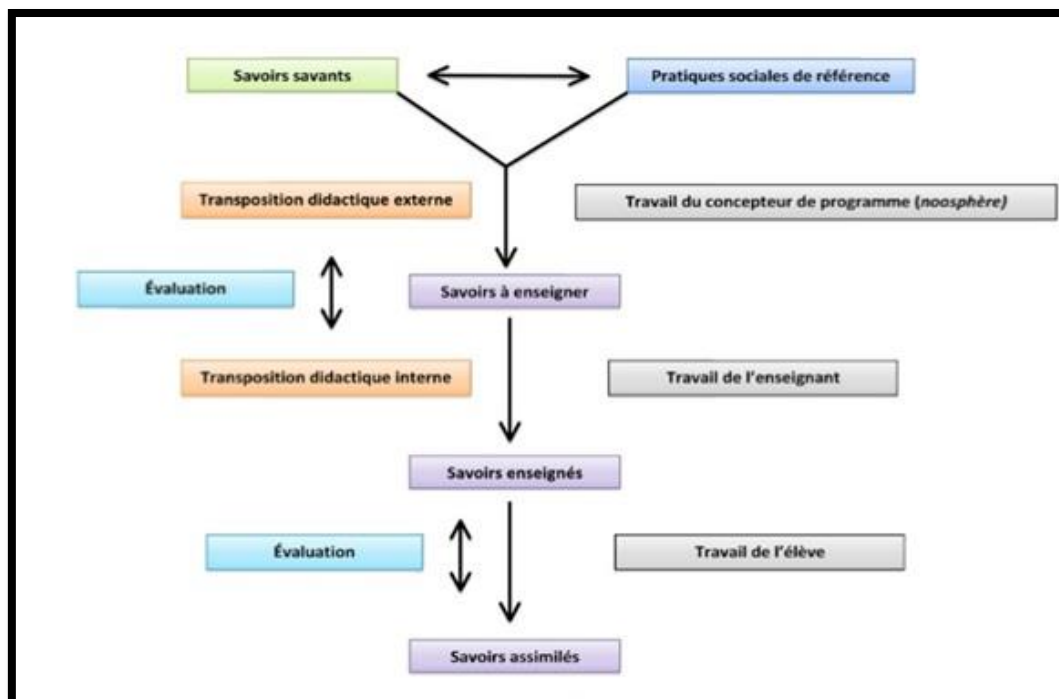 Savoirs savants
Pratiques sociales de référence
Transposition didactique externe
Travail du concepteur de programme (noosphère)
Évaluation
Savoirs à enseigner
Transposition didactique interne
Travail de l'enseignant
Savoirs enseignés
Évaluation
Travail de l'élève
Savoirs assimilés